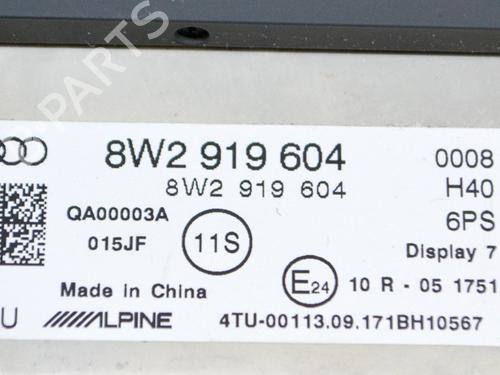 8W2 919 604 0008
8W2 919 604 H40
QA00003A 6PS
015JF 11S Display 7
E24 10 R - 05 1751
Made in China
U ALPINE 4TU-00113.09.171BH10567
B-PARTS